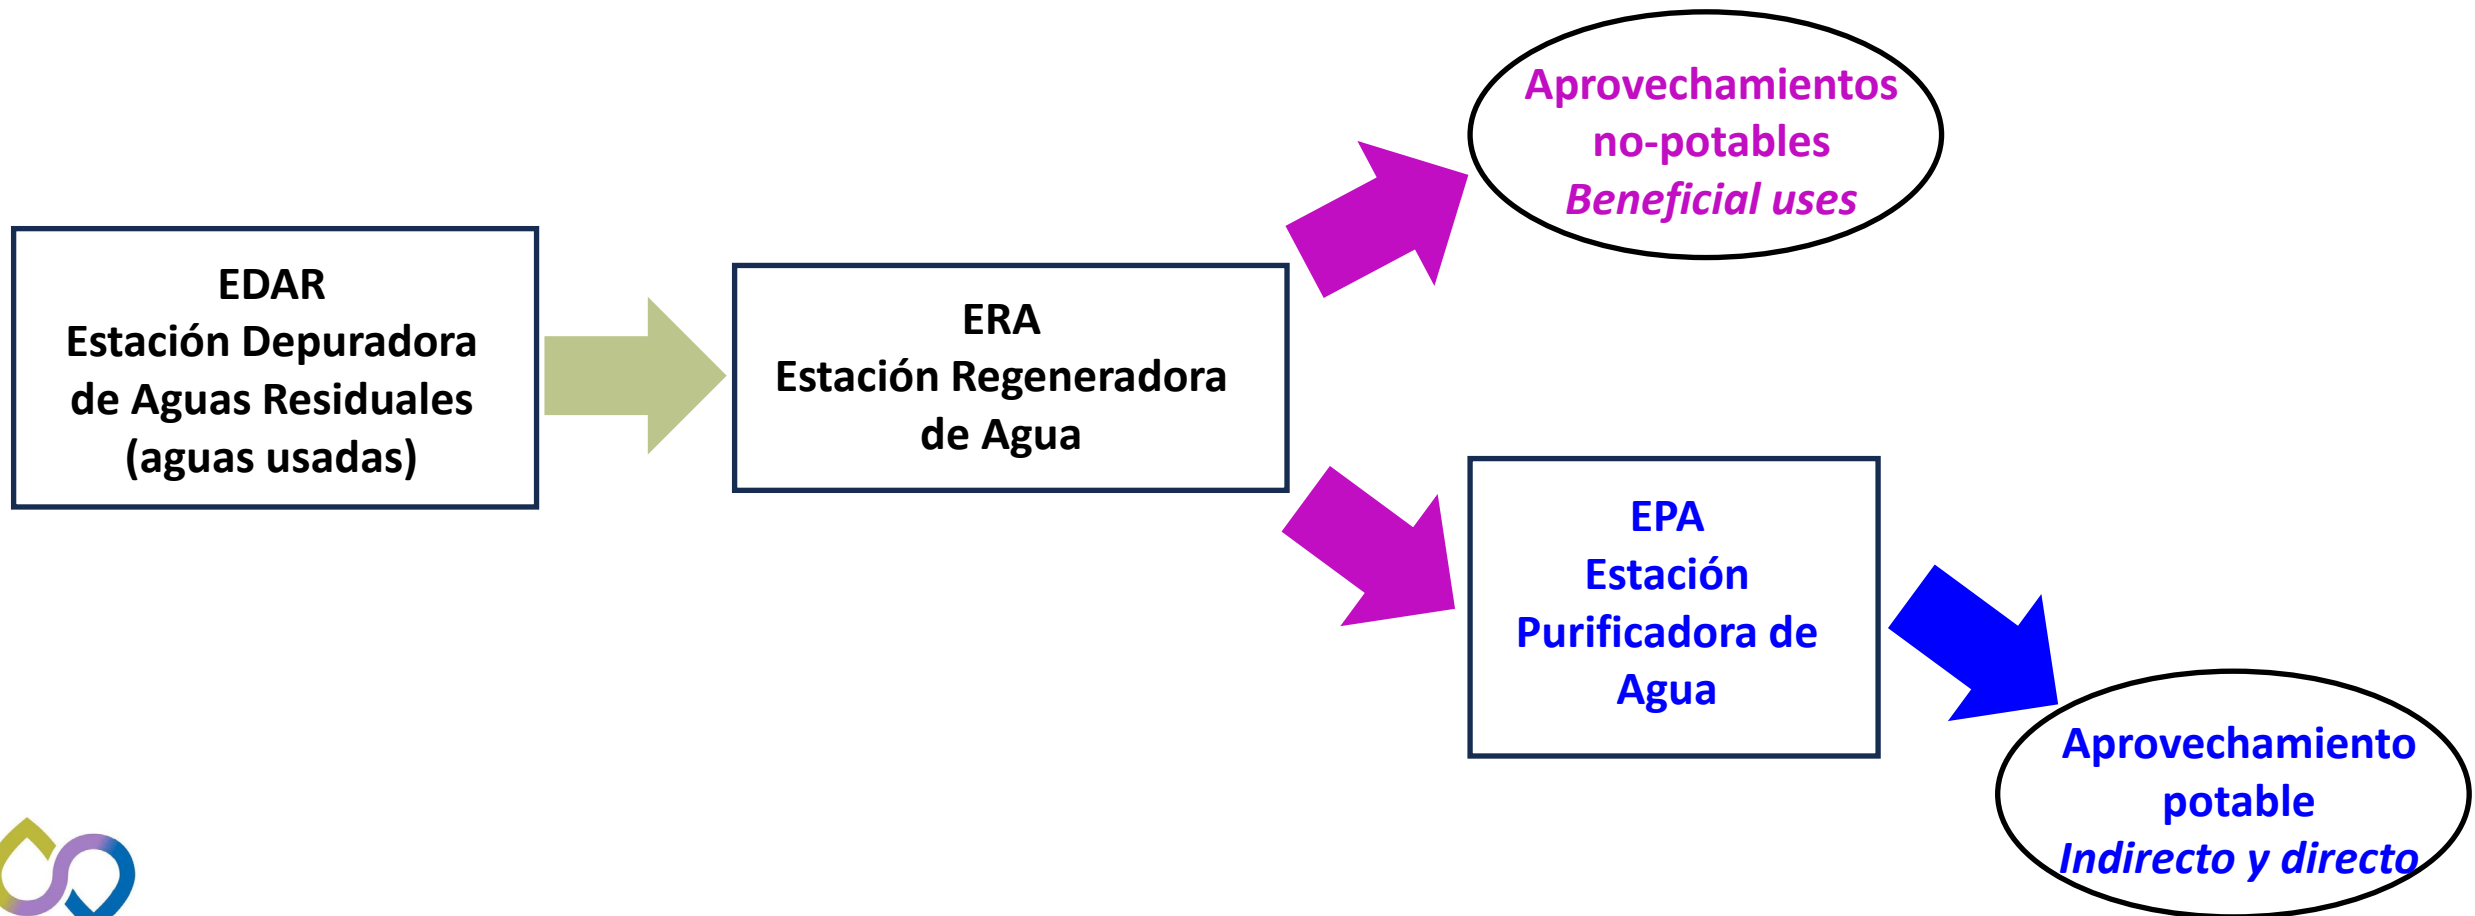 EDAR
Estación Depuradora
de Aguas Residuales
(aguas usadas)
ERA
Estación Regeneradora
de Agua
Aprovechamientos
no-potables
Beneficial uses
EPA
Estación
Purificadora de
Agua
Aprovechamiento
potable
Indirecto y directo